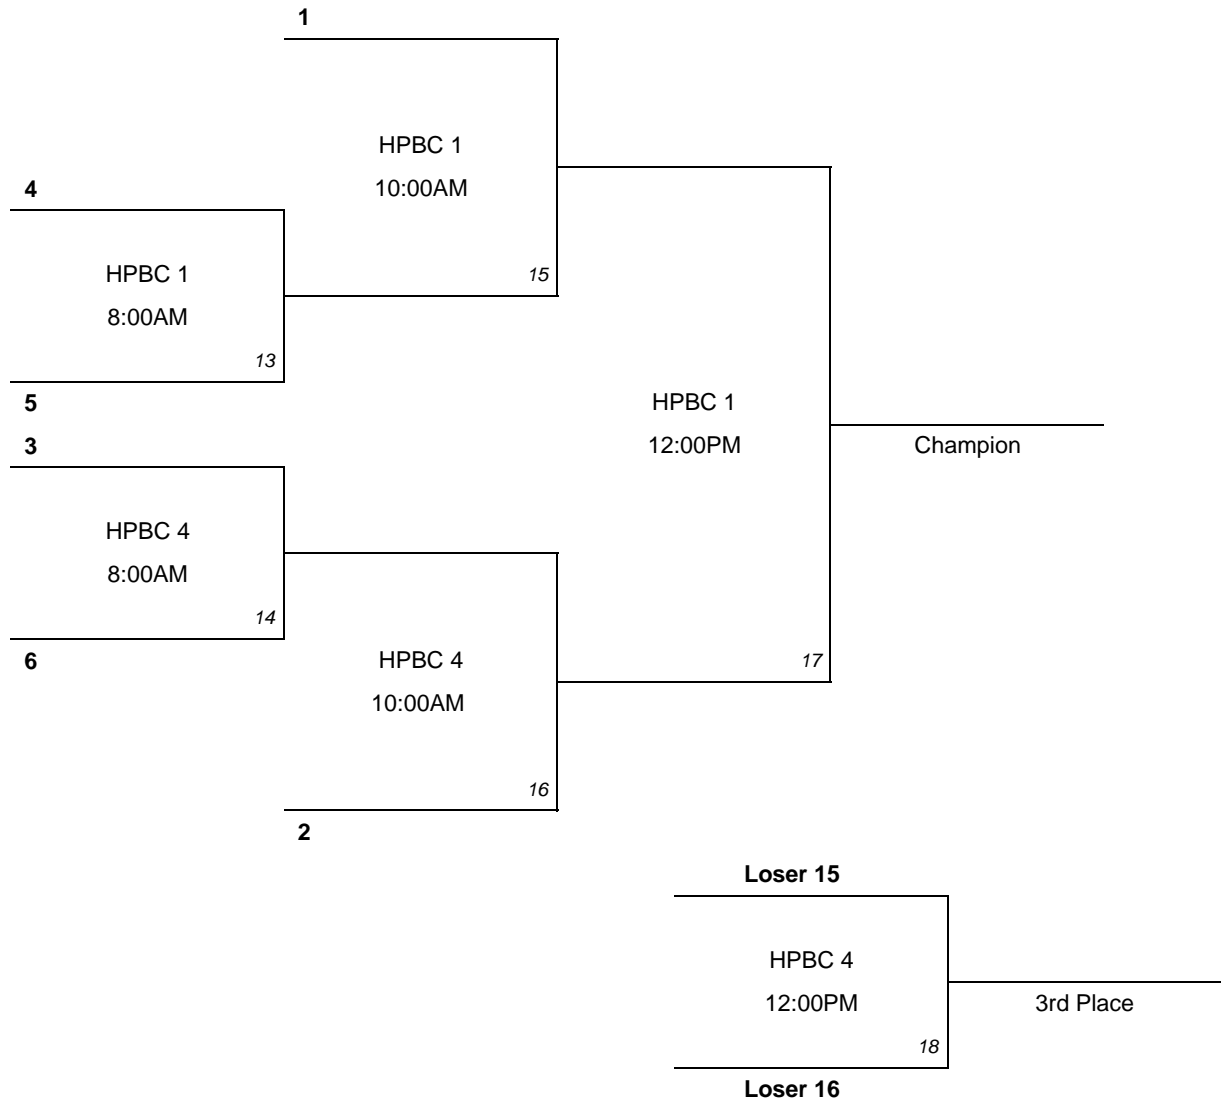 1
HPBC 1
10:00AM
4
15
HPBC 1
8:00AM
13
5
HPBC 1
12:00PM
Champion
3
HPBC 4
8:00AM
14
6
HPBC 4
10:00AM
17
16
2
Loser 15
HPBC 4
12:00PM
3rd Place
18
Loser 16